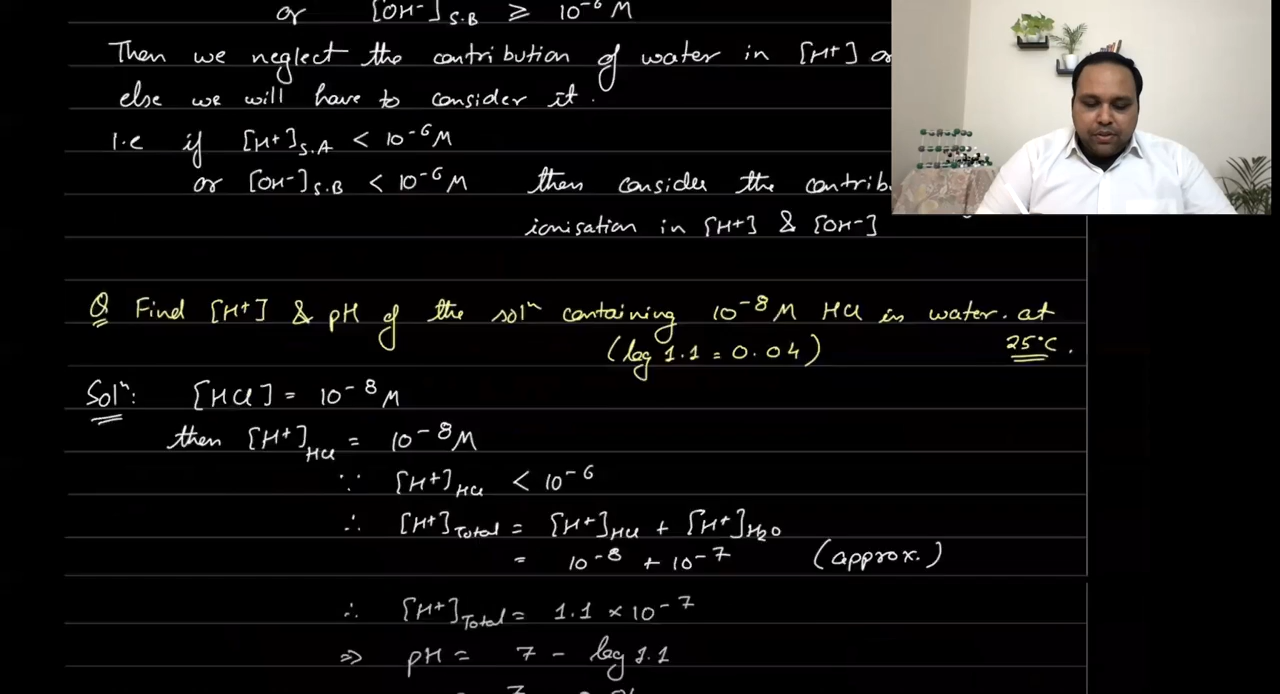 or [OH-]S.B ⩾ 10⁻⁶ M
Then we neglect the contribution of water in [H+] or
else we will have to consider it.
I.e if [H+]S.A < 10⁻⁶ M
or [OH-]S.B < 10⁻⁶ M then consider the contrib
ionisation in [H+] & [OH-]
Q Find [H+] & pH of the solⁿ containing 10⁻⁸ M HCl in water. at
(log 1.1 = 0.04) 25°C.
Solⁿ: [HCl] = 10⁻⁸ M
then [H+]HCl = 10⁻⁸ M
∵ [H+]HCl < 10⁻⁶
∴ [H+]Total = [H+]HCl + [H+]H₂O
= 10⁻⁸ + 10⁻⁷ (approx.)
∴ [H+]Total = 1.1 × 10⁻⁷
⇒ pH = 7 - log 1.1